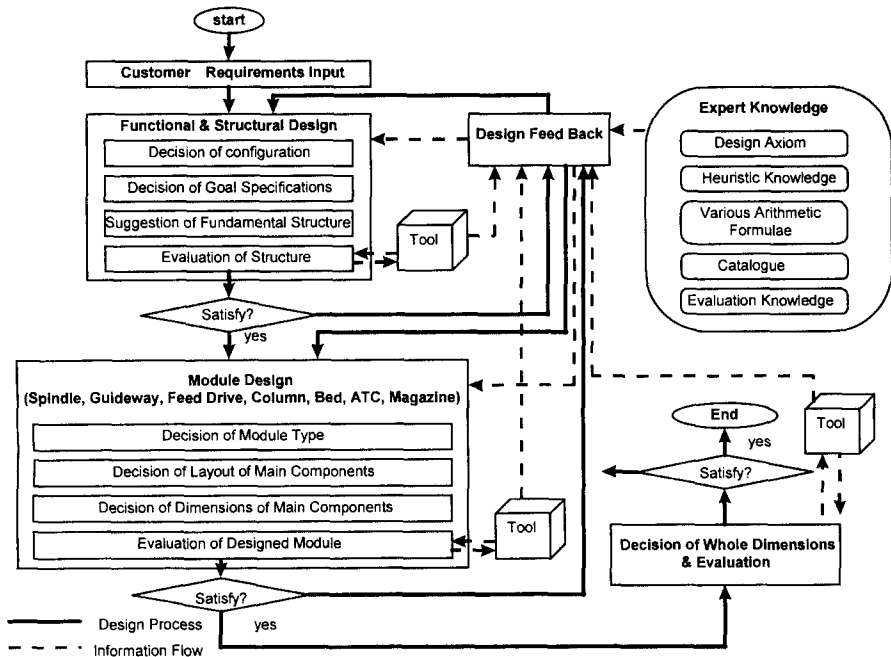 start
Customer Requirements Input
Functional & Structural Design
Decision of configuration
Decision of Goal Specifications
Suggestion of Fundamental Structure
Evaluation of Structure
Tool
Design Feed Back
Expert Knowledge
Design Axiom
Heuristic Knowledge
Various Arithmetic
Formulae
Catalogue
Evaluation Knowledge
Satisfy?
yes
Module Design
(Spindle, Guideway, Feed Drive, Column, Bed, ATC, Magazine)
Decision of Module Type
Decision of Layout of Main Components
Decision of Dimensions of Main Components
Evaluation of Designed Module
Tool
Satisfy?
yes
End
yes
Satisfy?
Tool
Decision of Whole Dimensions
& Evaluation
Design Process
Information Flow